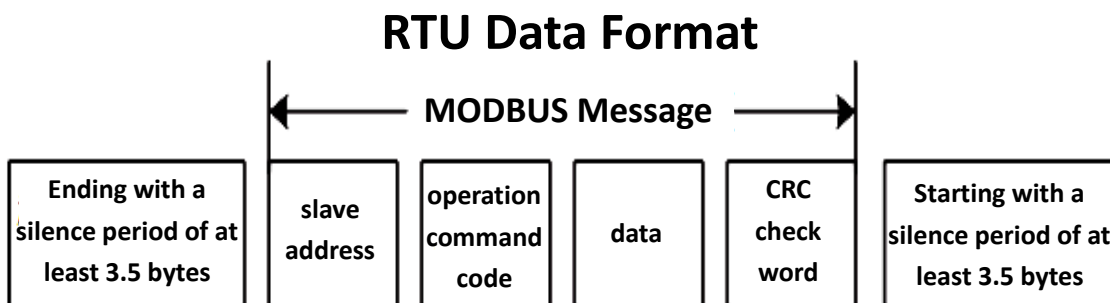 RTU Data Format
MODBUS Message
Ending with a
silence period of at
least 3.5 bytes
slave
address
operation
command
code
data
CRC
check
word
Starting with a
silence period of at
least 3.5 bytes